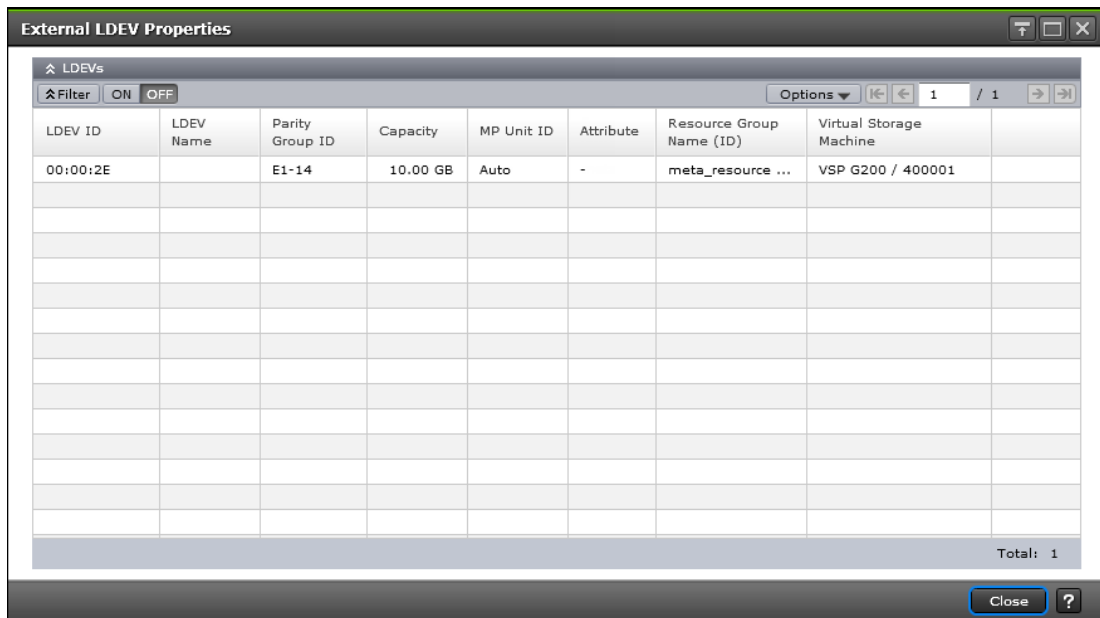 External LDEV Properties
LDEVs
Filter ON OFF Options 1 / 1
LDEV ID LDEV Name Parity Group ID Capacity MP Unit ID Attribute Resource Group Name (ID) Virtual Storage Machine
00:00:2E E1-14 10.00 GB Auto - meta_resource ... VSP G200 / 400001
Total: 1
Close ?